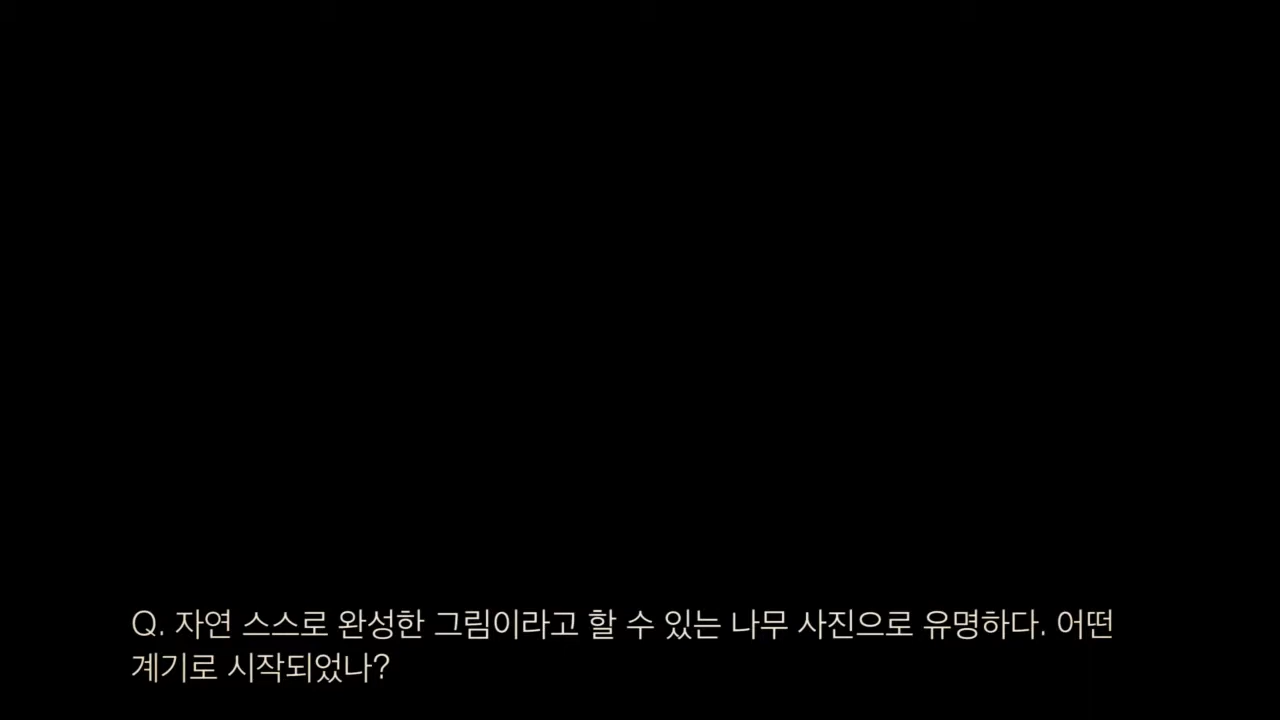 Q. 자연 스스로 완성한 그림이라고 할 수 있는 나무 사진으로 유명하다. 어떤
계기로 시작되었나?